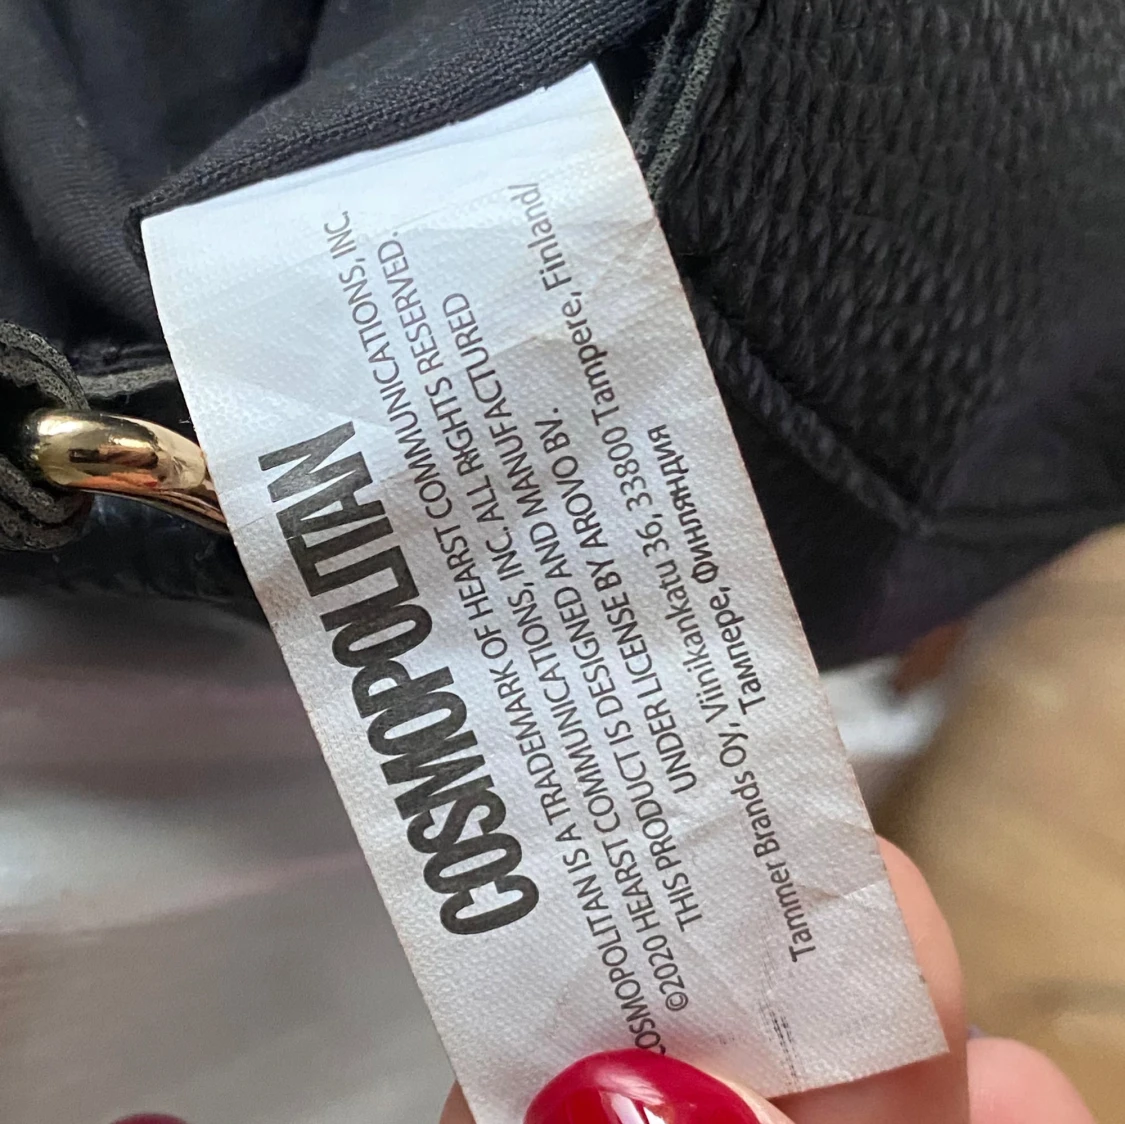 COSMOPOLITAN
COSMOPOLITAN IS A TRADEMARK OF HEARST COMMUNICATIONS, INC.
©2020 HEARST COMMUNICATIONS, INC. ALL RIGHTS RESERVED.
THIS PRODUCT IS DESIGNED AND MANUFACTURED
UNDER LICENSE BY AROVO BV.
Tammer Brands Oy, Viinikankatu 36, 33800 Tampere, Finland/
Тампере, Финляндия